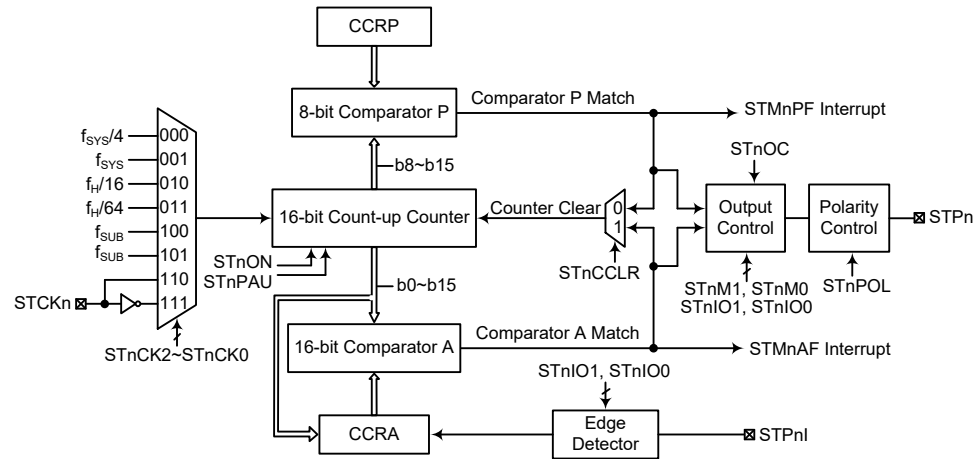 CCRP
8-bit Comparator P
Comparator P Match
STMnPF Interrupt
fSYS/4
000
fSYS
001
fH/16
010
fH/64
011
fSUB
100
fSUB
101
110
111
STCKn
STnCK2~STnCK0
b8~b15
16-bit Count-up Counter
STnON
STnPAU
b0~b15
Counter Clear
0
1
STnCCLR
STnOC
Output
Control
STnM1, STnM0
STnIO1, STnIO0
Polarity
Control
STnPOL
STPn
16-bit Comparator A
Comparator A Match
STMnAF Interrupt
CCRA
STnIO1, STnIO0
Edge
Detector
STPnI